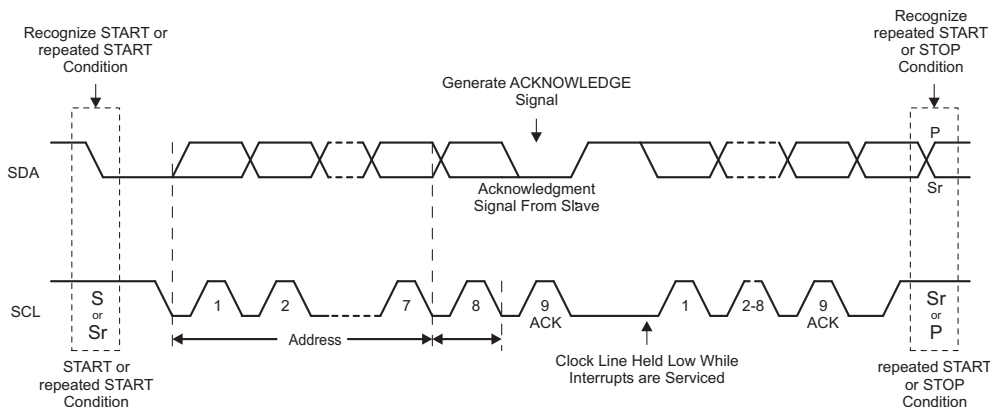 Recognize START or
repeated START
Condition
Recognize
repeated START
or STOP
Condition
Generate ACKNOWLEDGE
Signal
SDA
P
Sr
Acknowledgment
Signal From Slave
SCL
S
or
Sr
1
2
7
8
9
ACK
1
2-8
9
ACK
Sr
or
P
Address
START or
repeated START
Condition
Clock Line Held Low While
Interrupts are Serviced
repeated START
or STOP
Condition